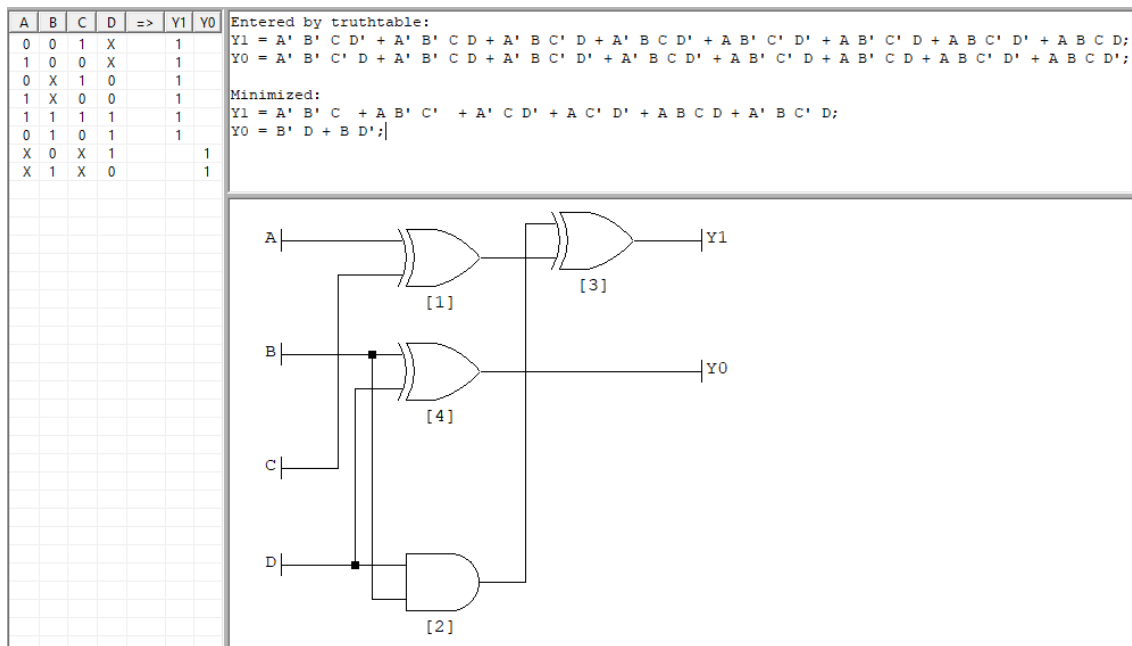 A B C D => Y1 Y0
0 0 1 X 1
1 0 0 X 1
0 X 1 0 1
1 X 0 0 1
1 1 1 1 1
0 1 0 1 1
X 0 X 1 1
X 1 X 0 1
Entered by truthtable:
Y1 = A' B' C D' + A' B' C D + A' B C' D + A' B C D' + A B' C' D' + A B' C' D + A B C' D' + A B C D;
Y0 = A' B' C' D + A' B' C D + A' B C' D' + A' B C D' + A B' C' D + A B' C D + A B C' D' + A B C D';
Minimized:
Y1 = A' B' C  + A B' C'  + A' C D' + A C' D' + A B C D + A' B C' D;
Y0 = B' D + B D';
A
Y1
[3]
[1]
B
Y0
[4]
C
D
[2]